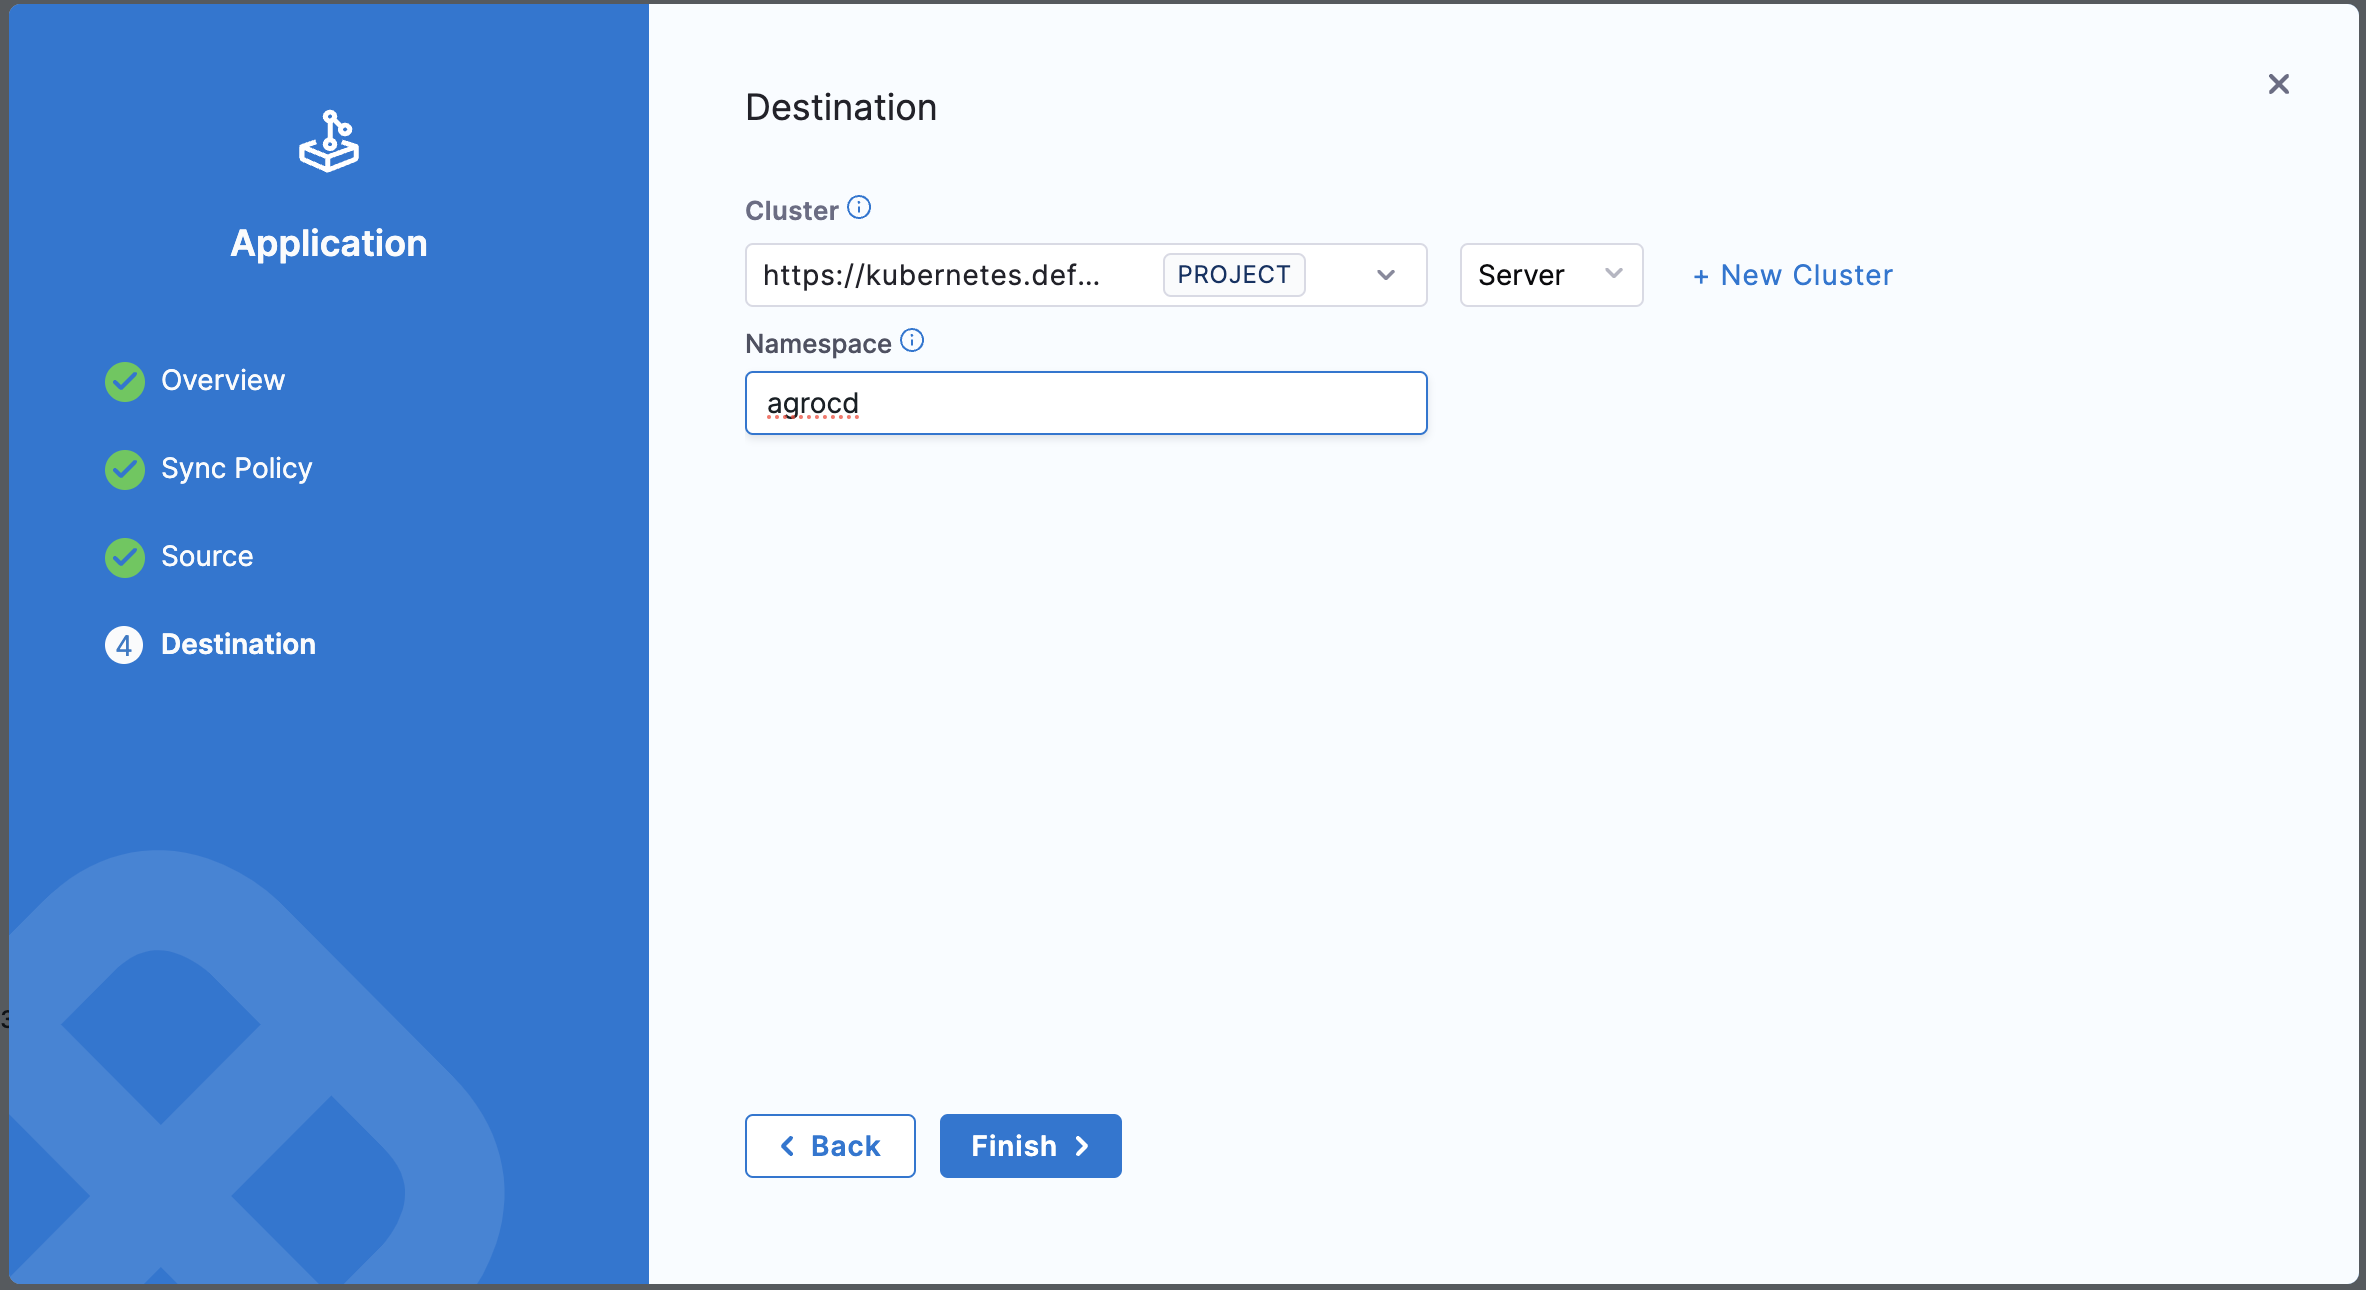 Application
Overview
Sync Policy
Source
4 Destination
Destination
Cluster
https://kubernetes.def... PROJECT
Server
+ New Cluster
Namespace
agrocd
Back
Finish